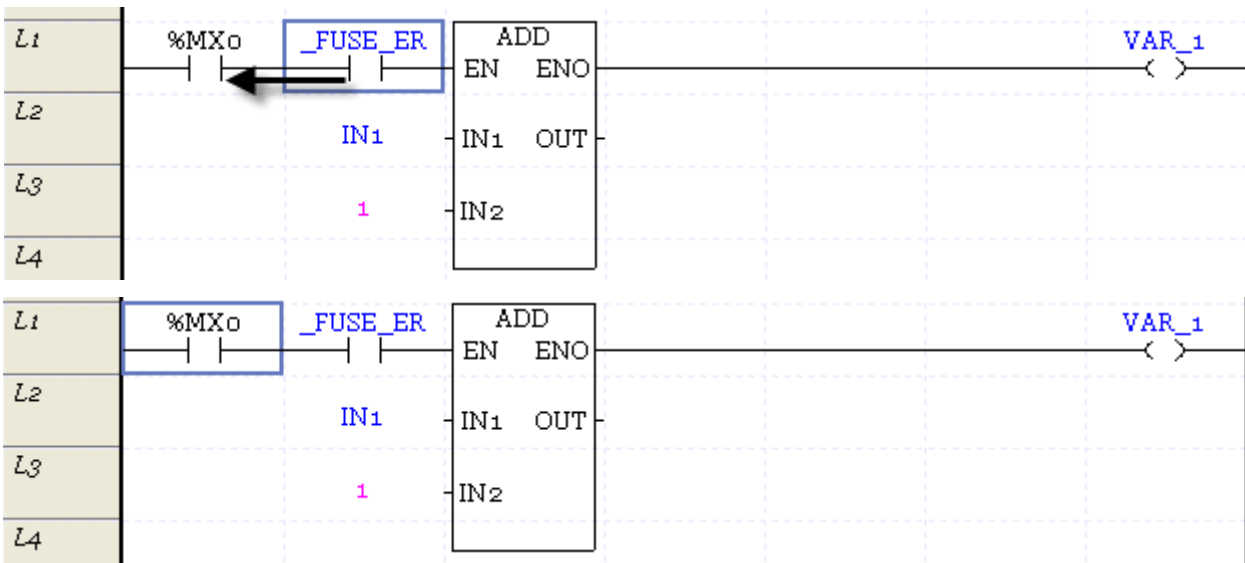 L1 %MX0 _FUSE_ER ADD VAR_1
EN ENO
L2 IN1 IN1 OUT
L3 1 IN2
L4
L1 %MX0 _FUSE_ER ADD VAR_1
EN ENO
L2 IN1 IN1 OUT
L3 1 IN2
L4